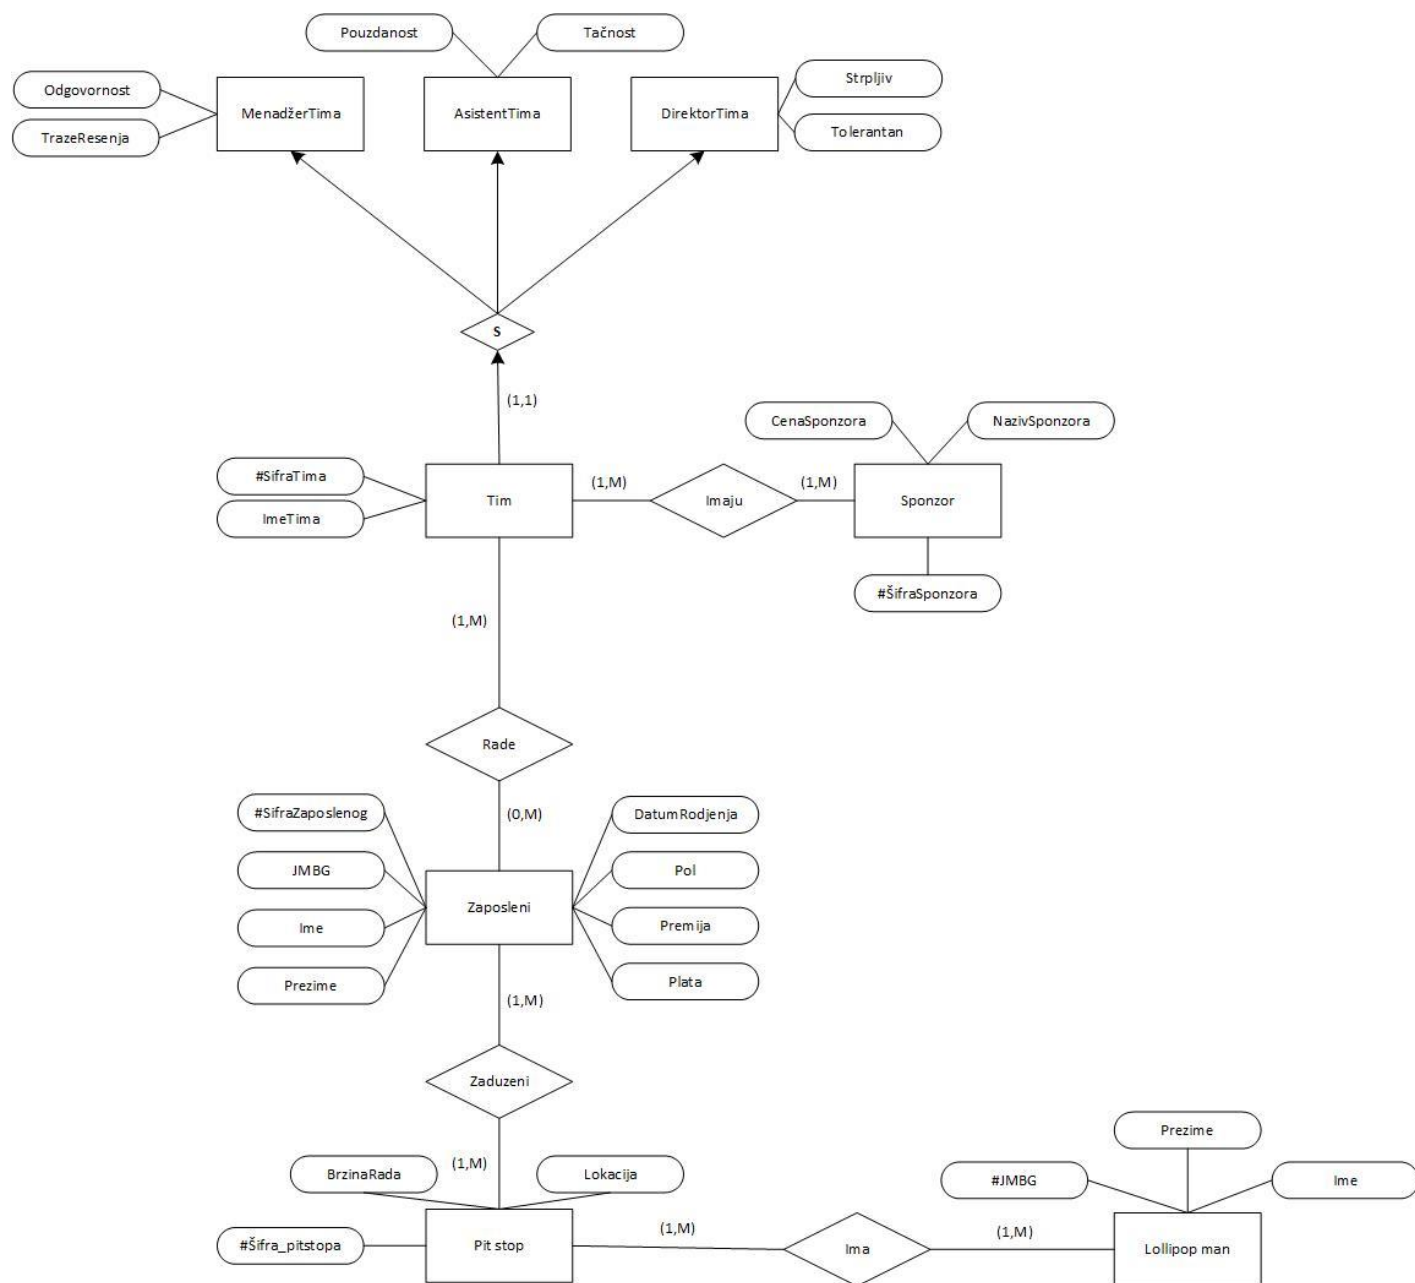 Pouzdanost
Tačnost
Odgovornost
MenadžerTima
AsistentTima
DirektorTima
Strpljiv
TrazeResenja
Tolerantan
S
(1,1)
CenaSponzora
NazivSponzora
#SifraTima
ImeTima
Tim
(1,M)
Imaju
(1,M)
Sponzor
#ŠifraSponzora
(1,M)
Rade
(0,M)
#SifraZaposlenog
DatumRodjenja
JMBG
Pol
Zaposleni
Ime
Premija
Prezime
Plata
(1,M)
Zaduzeni
(1,M)
BrzinaRada
Lokacija
Prezime
#JMBG
Ime
#Šifra_pitstopa
Pit stop
(1,M)
Ima
(1,M)
Lollipop man